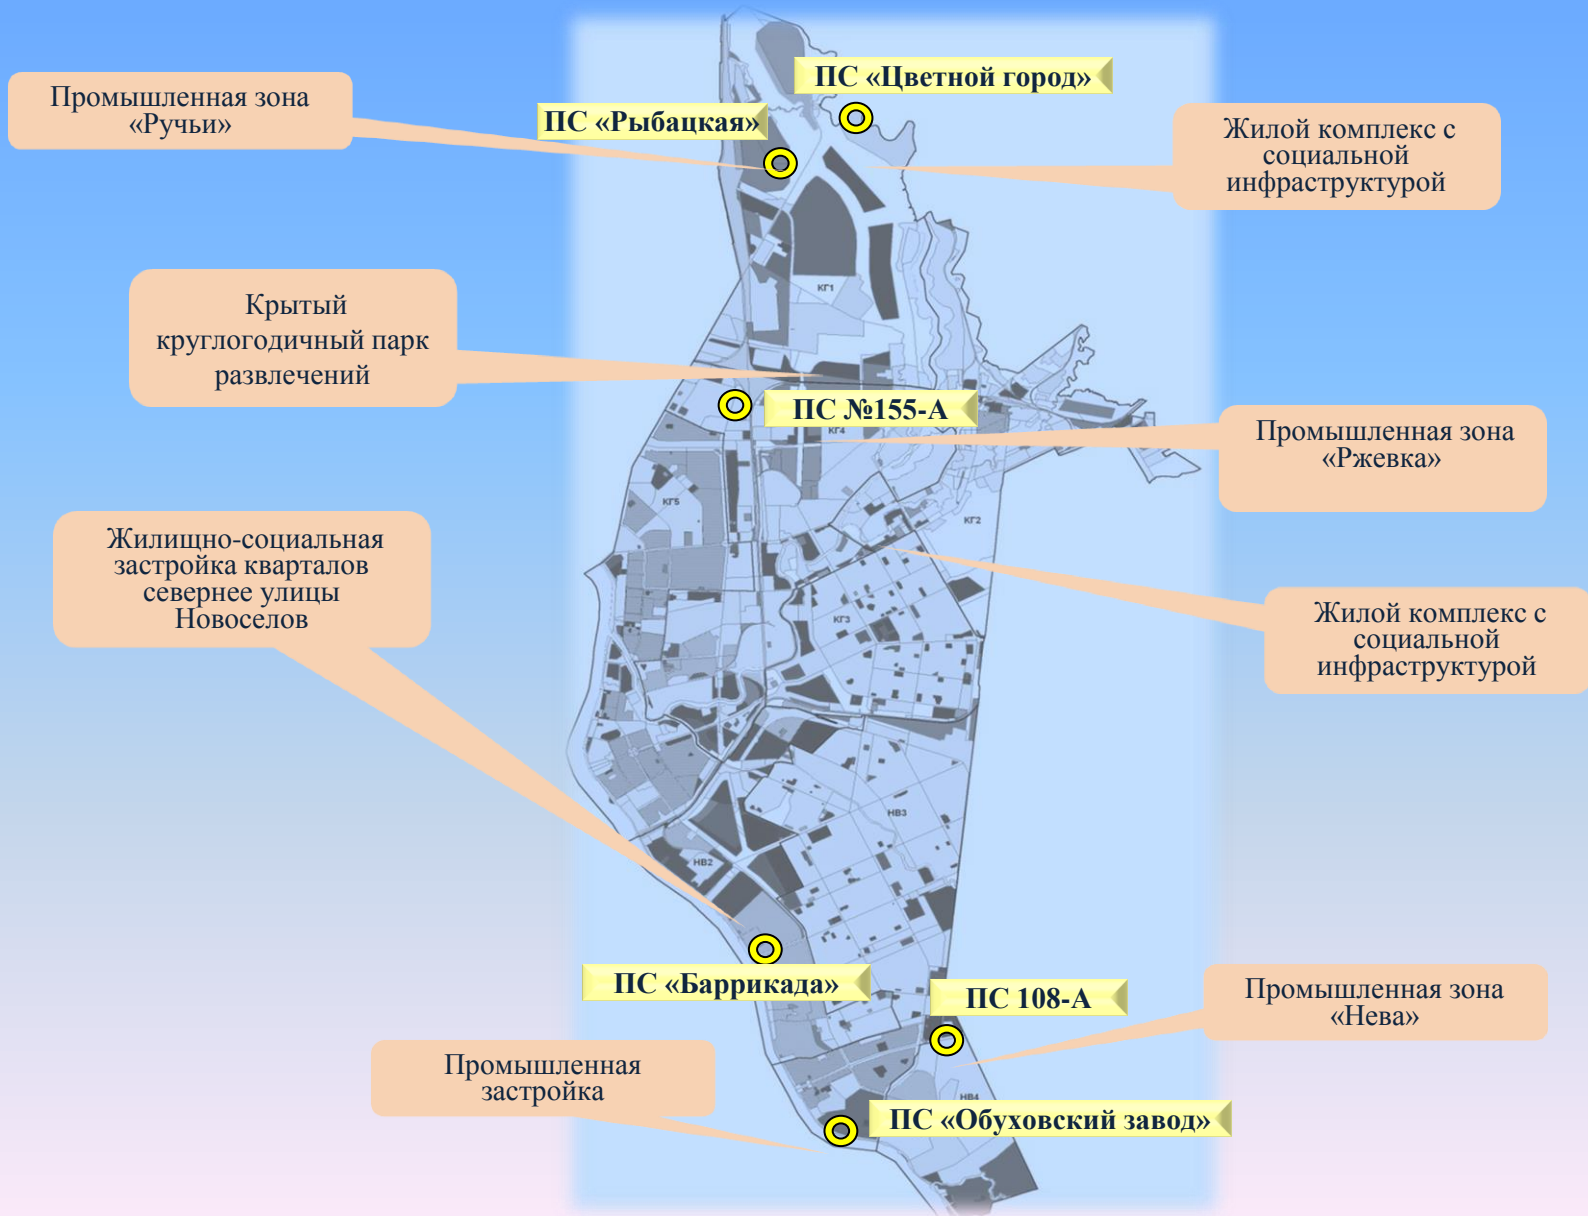 ПС «Цветной город»
Промышленная зона
«Ручьи»
ПС «Рыбацкая»
Жилой комплекс с
социальной
инфраструктурой
КГ1
Крытый
круглогодичный парк
развлечений
ПС №155-А
КГ4
Промышленная зона
«Ржевка»
КГ5
КГ2
Жилищно-социальная
застройка кварталов
севернее улицы
Новоселов
КГ3
Жилой комплекс с
социальной
инфраструктурой
НВ3
НВ2
ПС «Баррикада»
ПС 108-А
Промышленная зона
«Нева»
Промышленная
застройка
НВ4
ПС «Обуховский завод»